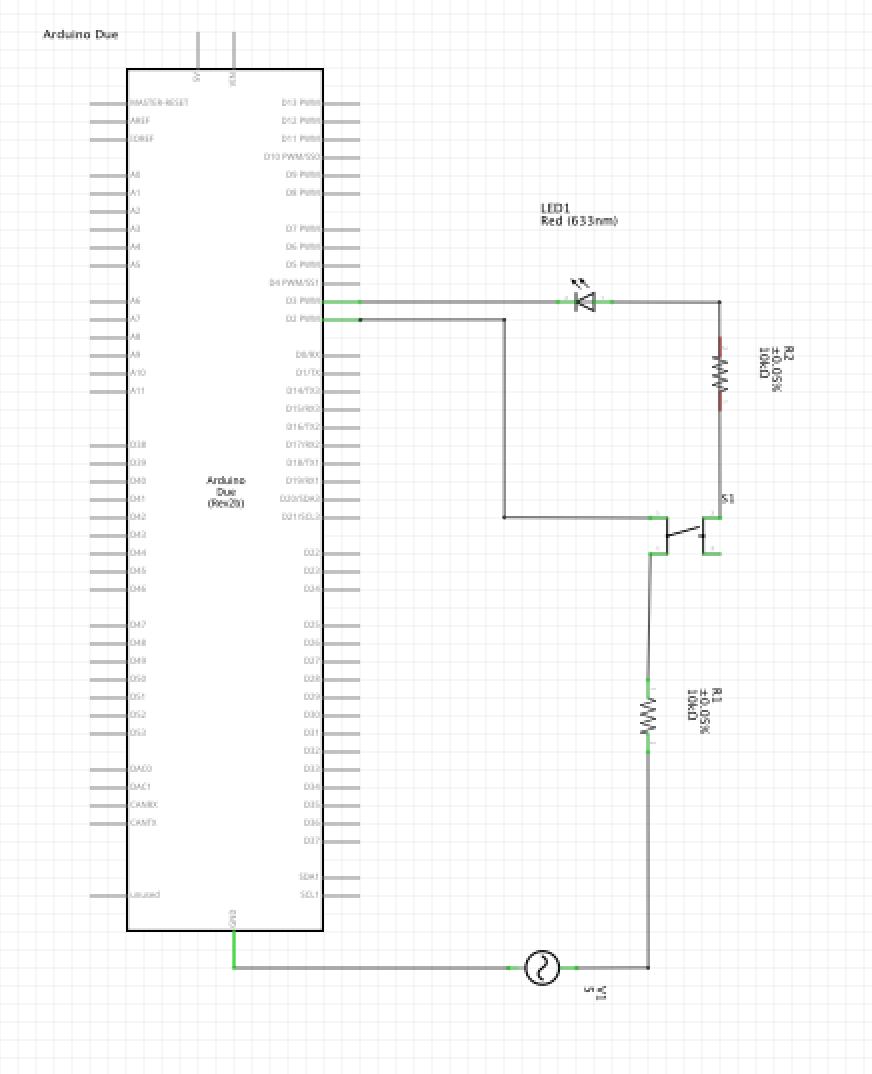 Arduino Due
5V
VIN
MASTER-RESET
AREF
IOREF
A0
A1
A2
A3
A4
A5
A6
A7
A8
A9
A10
A11
D38
D39
D40
D41
D42
D43
D44
D45
D46
D47
D48
D49
D50
D51
D52
D53
DAC0
DAC1
CANRX
CANTX
unused
Arduino
Due
(Rev2b)
D13 PWM
D12 PWM
D11 PWM
D10 PWM/SS0
D9 PWM
D8 PWM
D7 PWM
D6 PWM
D5 PWM
D4 PWM/SS1
D3 PWM
D2 PWM
D0/RX
D1/TX
D14/TX3
D15/RX3
D16/TX2
D17/RX2
D18/TX1
D19/RX1
D20/SDA2
D21/SCL2
D22
D23
D24
D25
D26
D27
D28
D29
D30
D31
D32
D33
D34
D35
D36
D37
SDA1
SCL1
GND
LED1
Red (633nm)
R2
±0.05%
10kΩ
S1
R1
±0.05%
10kΩ
V1
5